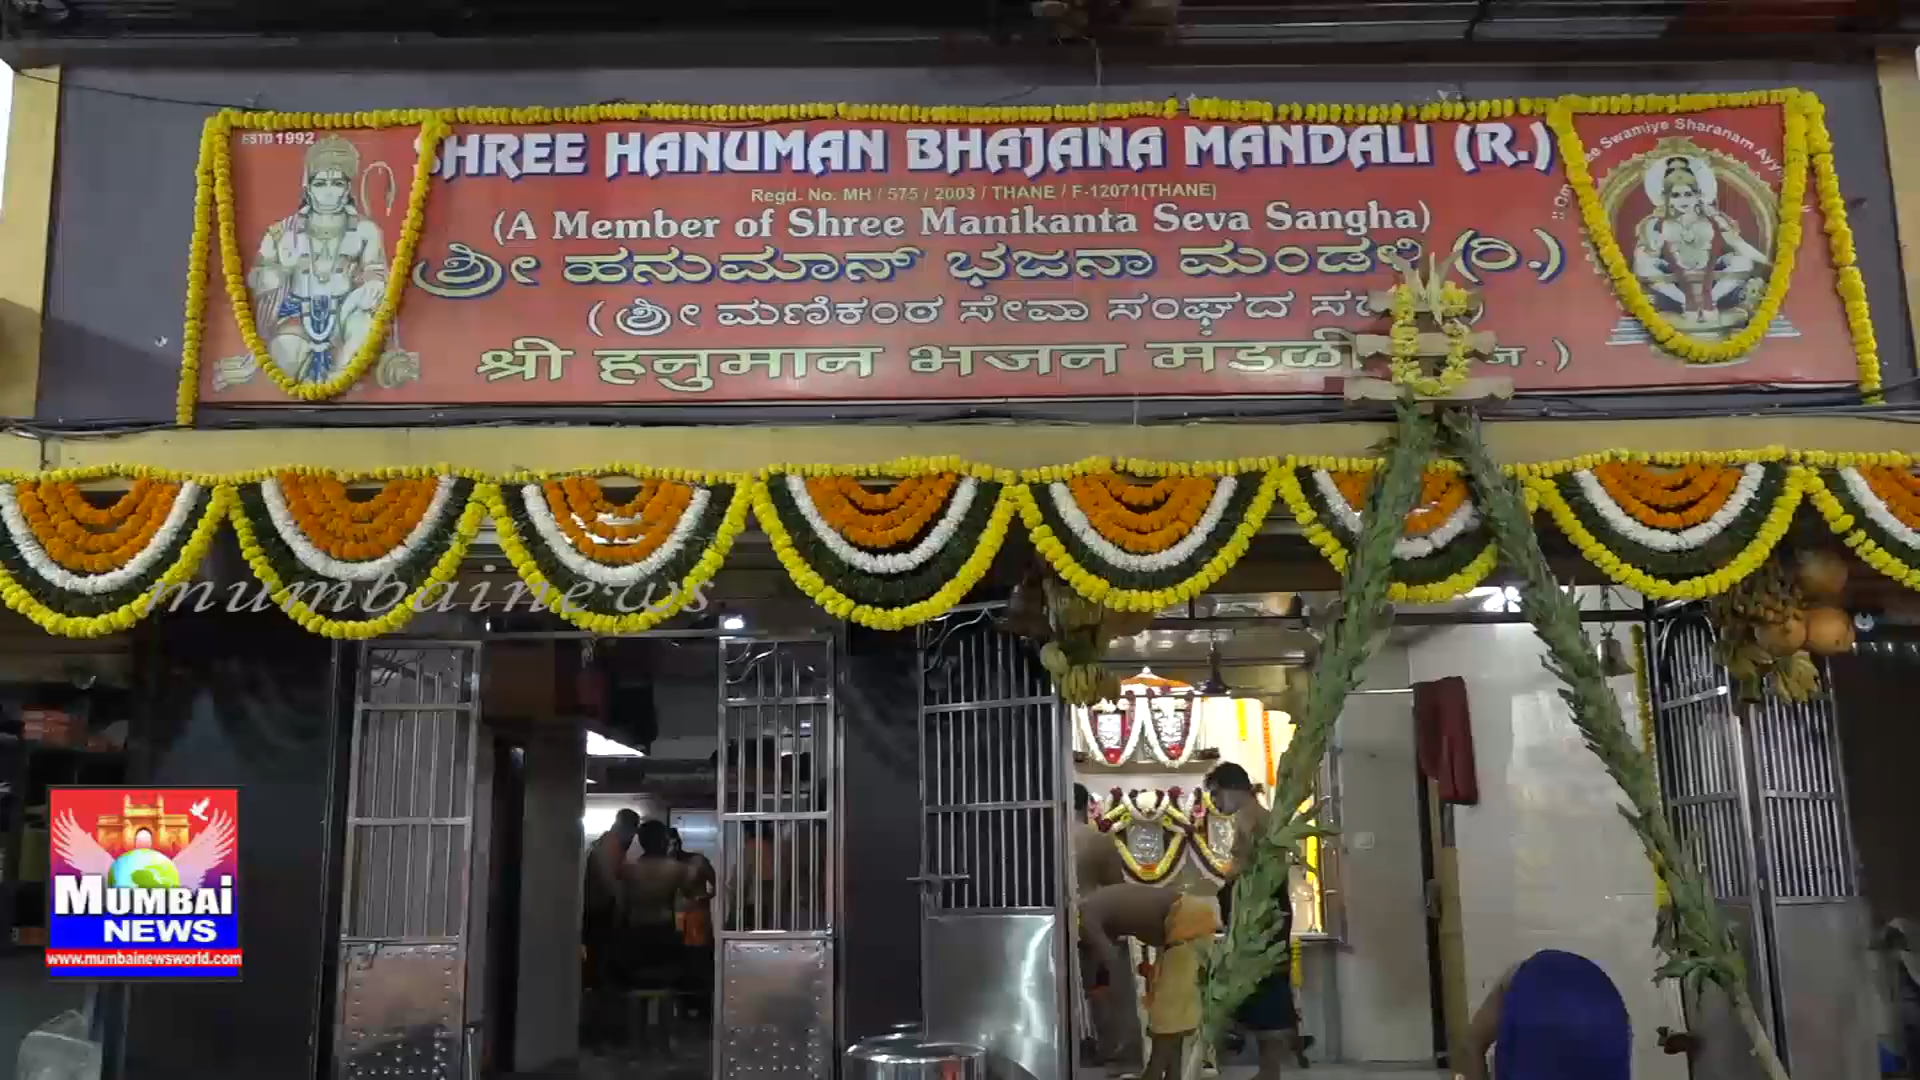 ESTD 1992
SHREE HANUMAN BHAJANA MANDALI (R.)
Regd. No. MH / 575 / 2003 / THANE / F-12071(THANE)
(A Member of Shree Manikanta Seva Sangha)
ಶ್ರೀ ಹನುಮಾನ್ ಭಜನಾ ಮಂಡಳಿ (ರಿ.)
(ಶ್ರೀ ಮಣಿಕಂಠ ಸೇವಾ ಸಂಘದ
श्री हनुमान भजन मडळी
Swamiye Sharanam
mumbainews
MUMBAi
NEWS
www.mumbainewsworld.com